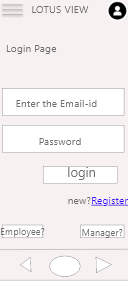 LOTUS VIEW
Login Page
Enter the Email-id
Password
login
new?Register
Employee? Manager?